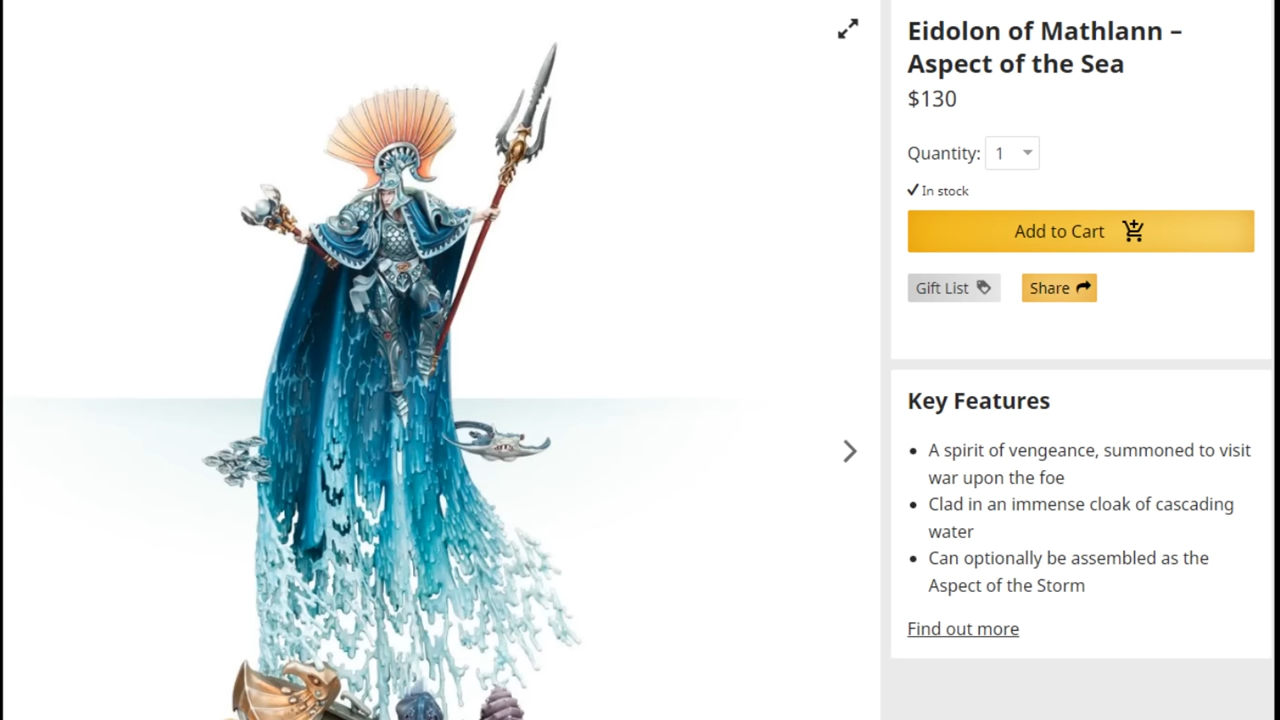 Eidolon of Mathlann –
Aspect of the Sea
$130
Quantity: 1
In stock
Add to Cart
Gift List
Share
Key Features
• A spirit of vengeance, summoned to visit
war upon the foe
• Clad in an immense cloak of cascading
water
• Can optionally be assembled as the
Aspect of the Storm
Find out more